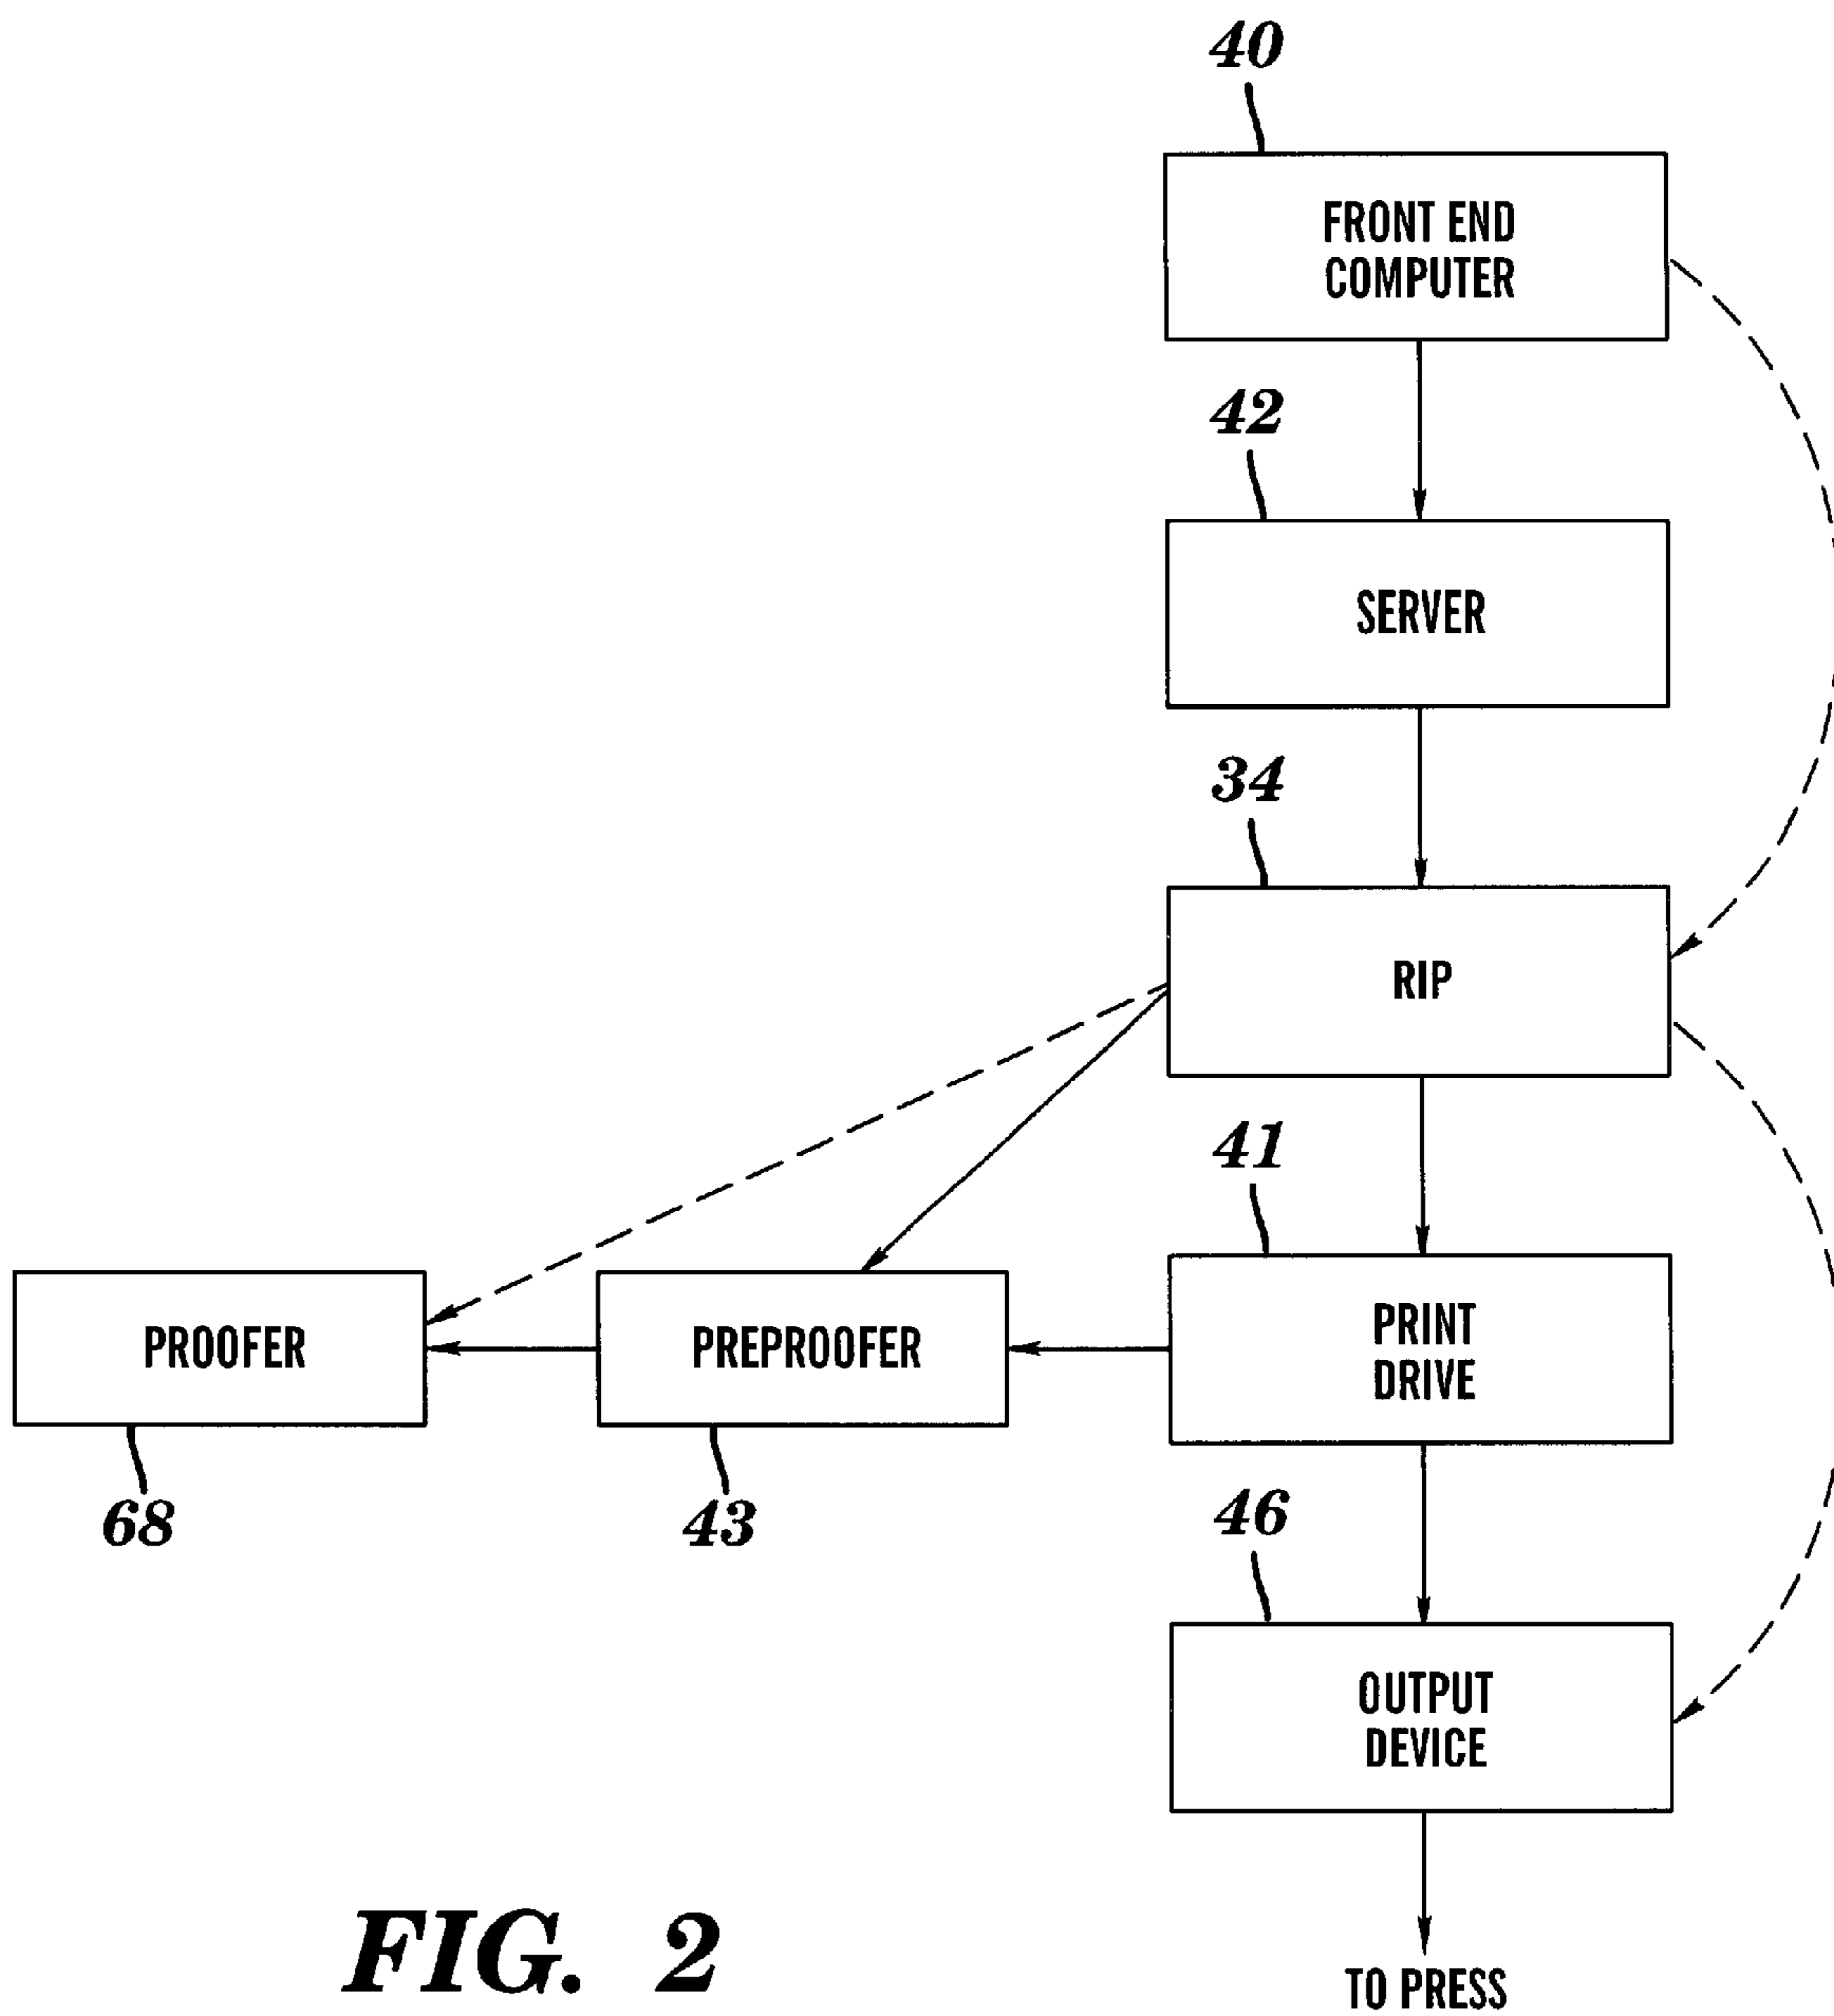 40
FRONT END
COMPUTER
42
SERVER
34
RIP
41
PROOFER
PREPROOFER
PRINT
DRIVE
68
43
46
OUTPUT
DEVICE
FIG. 2
TO PRESS